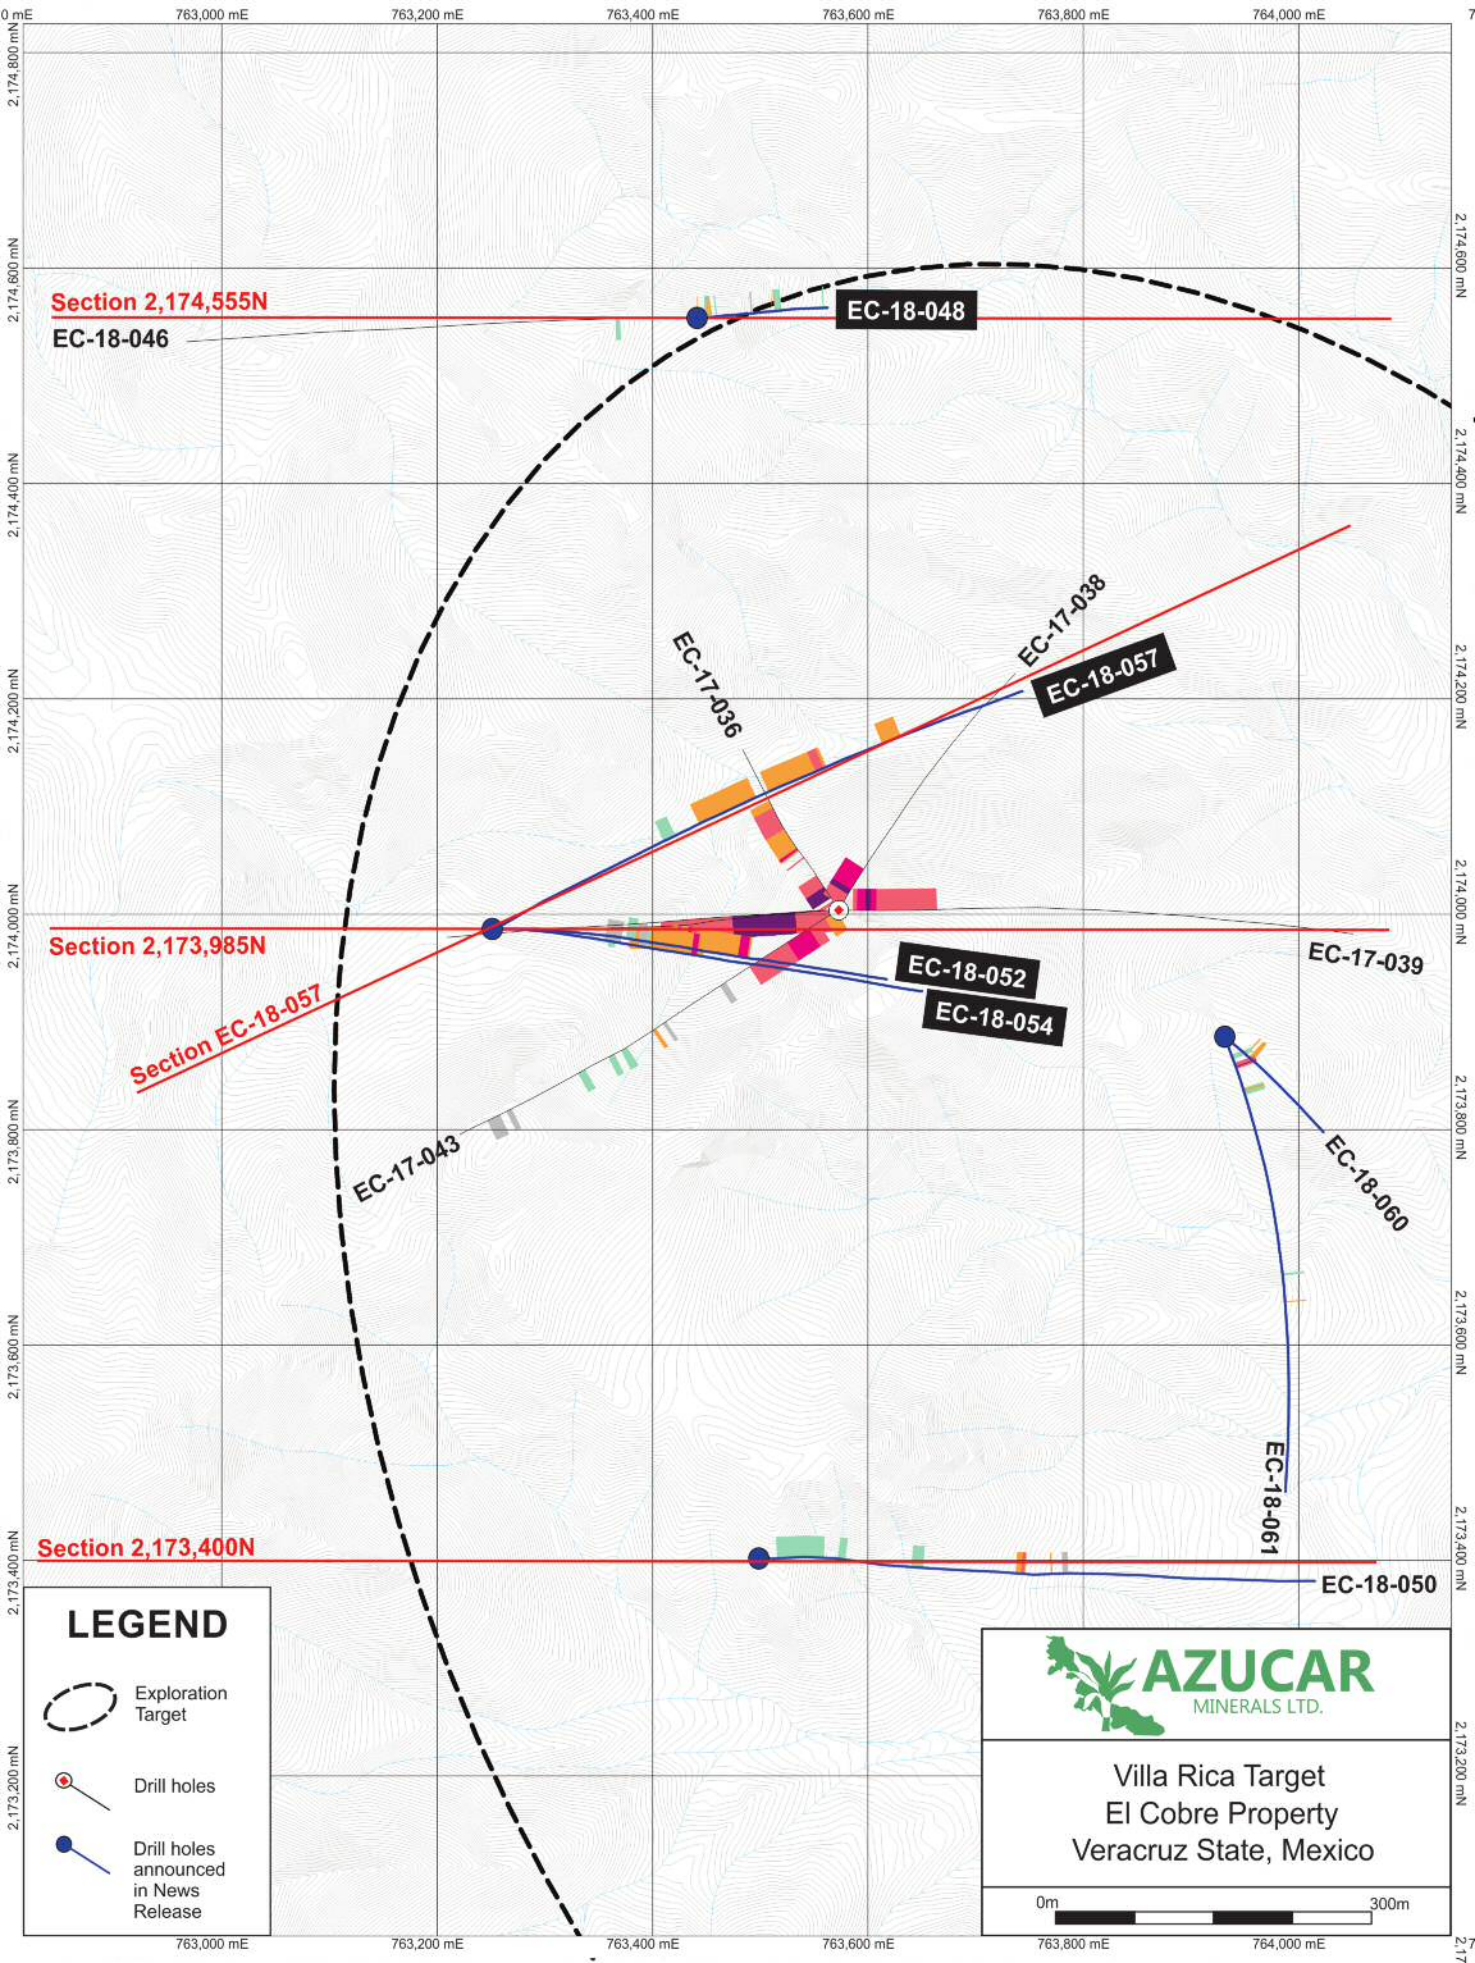 0 mE
763,000 mE
763,200 mE
763,400 mE
763,600 mE
763,800 mE
764,000 mE
7
2,174,800 mN
2,174,600 mN
2,174,600 mN
Section 2,174,555N
EC-18-046
EC-18-048
2,174,400 mN
2,174,400 mN
EC-17-038
EC-17-036
EC-18-057
2,174,200 mN
2,174,200 mN
2,174,000 mN
2,174,000 mN
Section 2,173,985N
EC-17-039
EC-18-052
EC-18-054
Section EC-18-057
EC-17-043
2,173,800 mN
2,173,800 mN
EC-18-060
2,173,600 mN
2,173,600 mN
EC-18-061
Section 2,173,400N
2,173,400 mN
2,173,400 mN
EC-18-050
LEGEND
Exploration
Target
Drill holes
Drill holes
announced
in News
Release
2,173,200 mN
2,173,200 mN
AZUCAR
MINERALS LTD.
Villa Rica Target
El Cobre Property
Veracruz State, Mexico
0m
300m
763,000 mE
763,200 mE
763,400 mE
763,600 mE
763,800 mE
764,000 mE
2,17
7